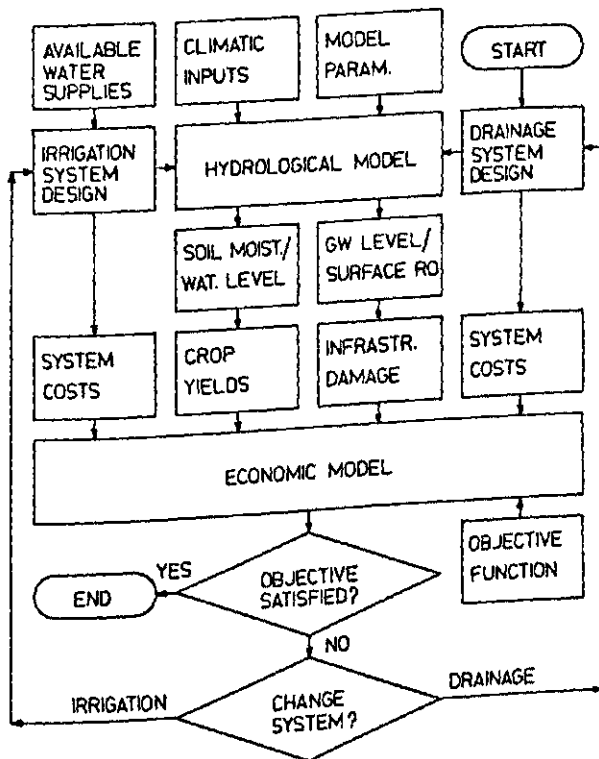 AVAILABLE
WATER
SUPPLIES
CLIMATIC
INPUTS
MODEL
PARAM.
START
IRRIGATION
SYSTEM
DESIGN
HYDROLOGICAL MODEL
DRAINAGE
SYSTEM
DESIGN
SOIL MOIST./
WAT. LEVEL
GW LEVEL/
SURFACE RO
SYSTEM
COSTS
CROP
YIELDS
INFRASTR.
DAMAGE
SYSTEM
COSTS
ECONOMIC MODEL
OBJECTIVE
FUNCTION
YES
END
OBJECTIVE
SATISFIED?
NO
IRRIGATION
CHANGE
SYSTEM?
DRAINAGE